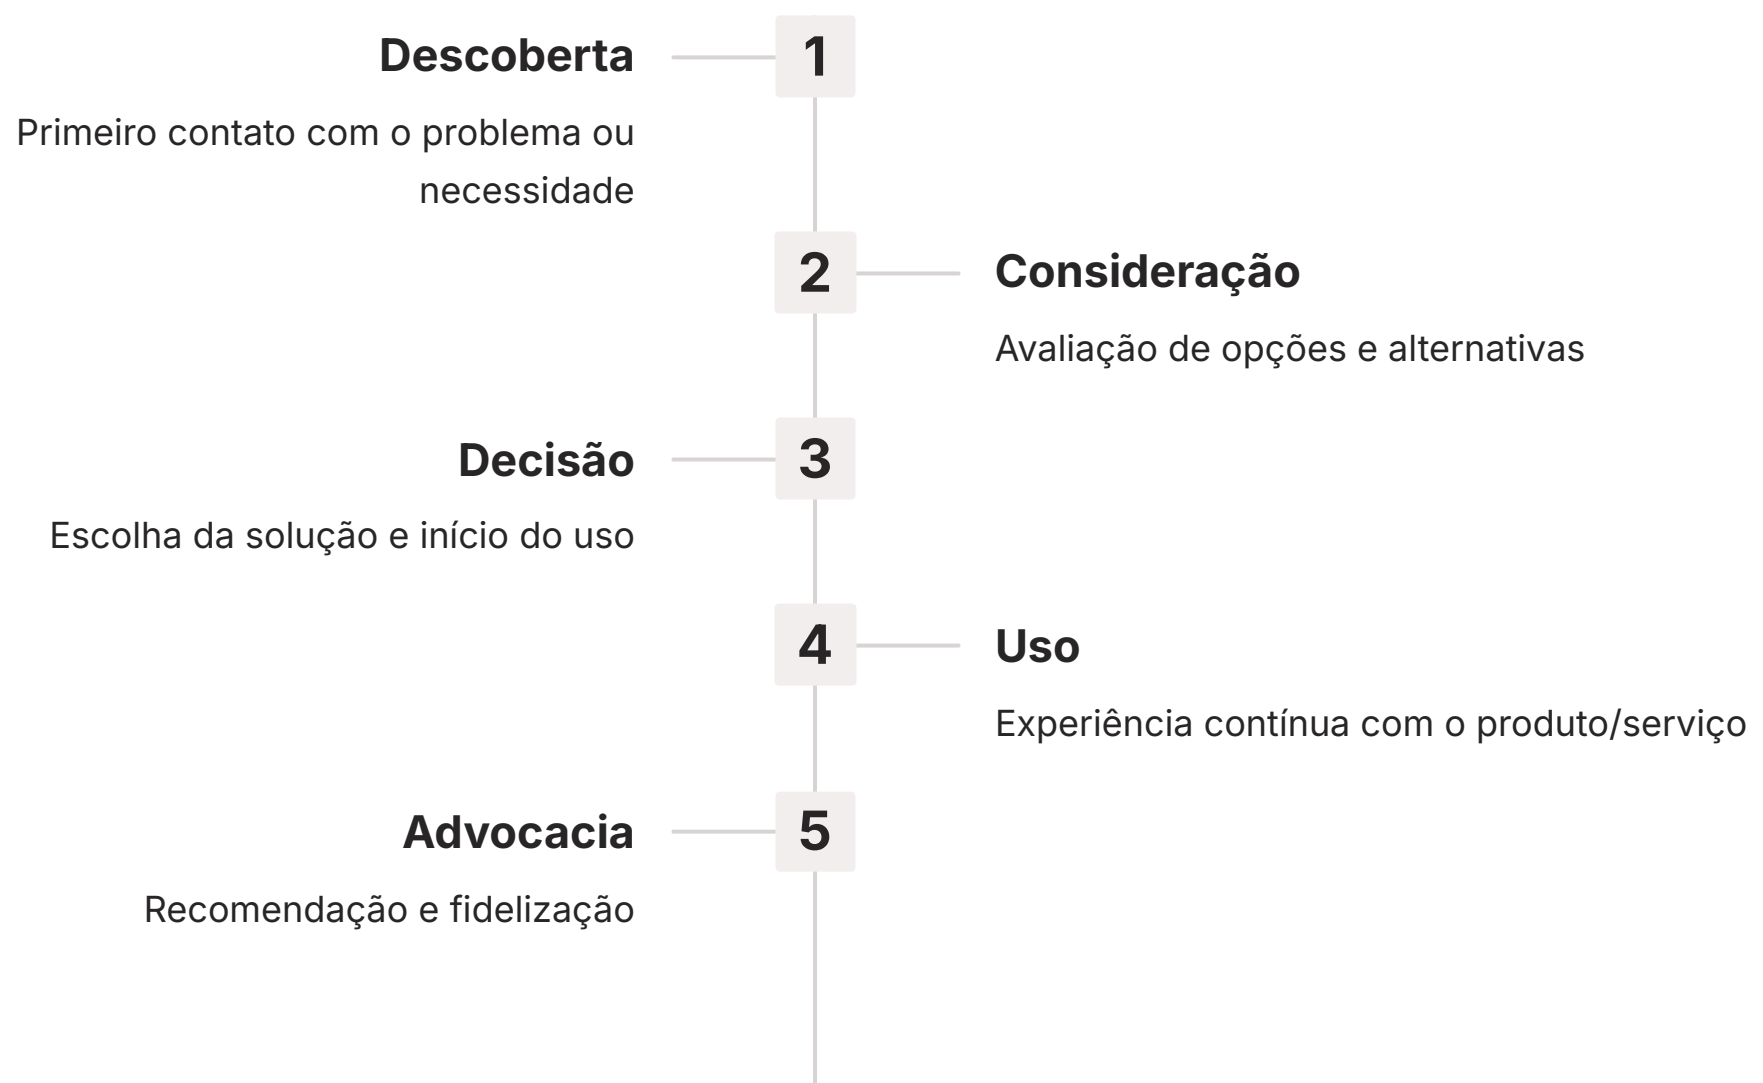 Descoberta
1
Primeiro contato com o problema ou
necessidade
2
Consideração
Avaliação de opções e alternativas
Decisão
3
Escolha da solução e início do uso
4
Uso
Experiência contínua com o produto/serviço
Advocacia
5
Recomendação e fidelização